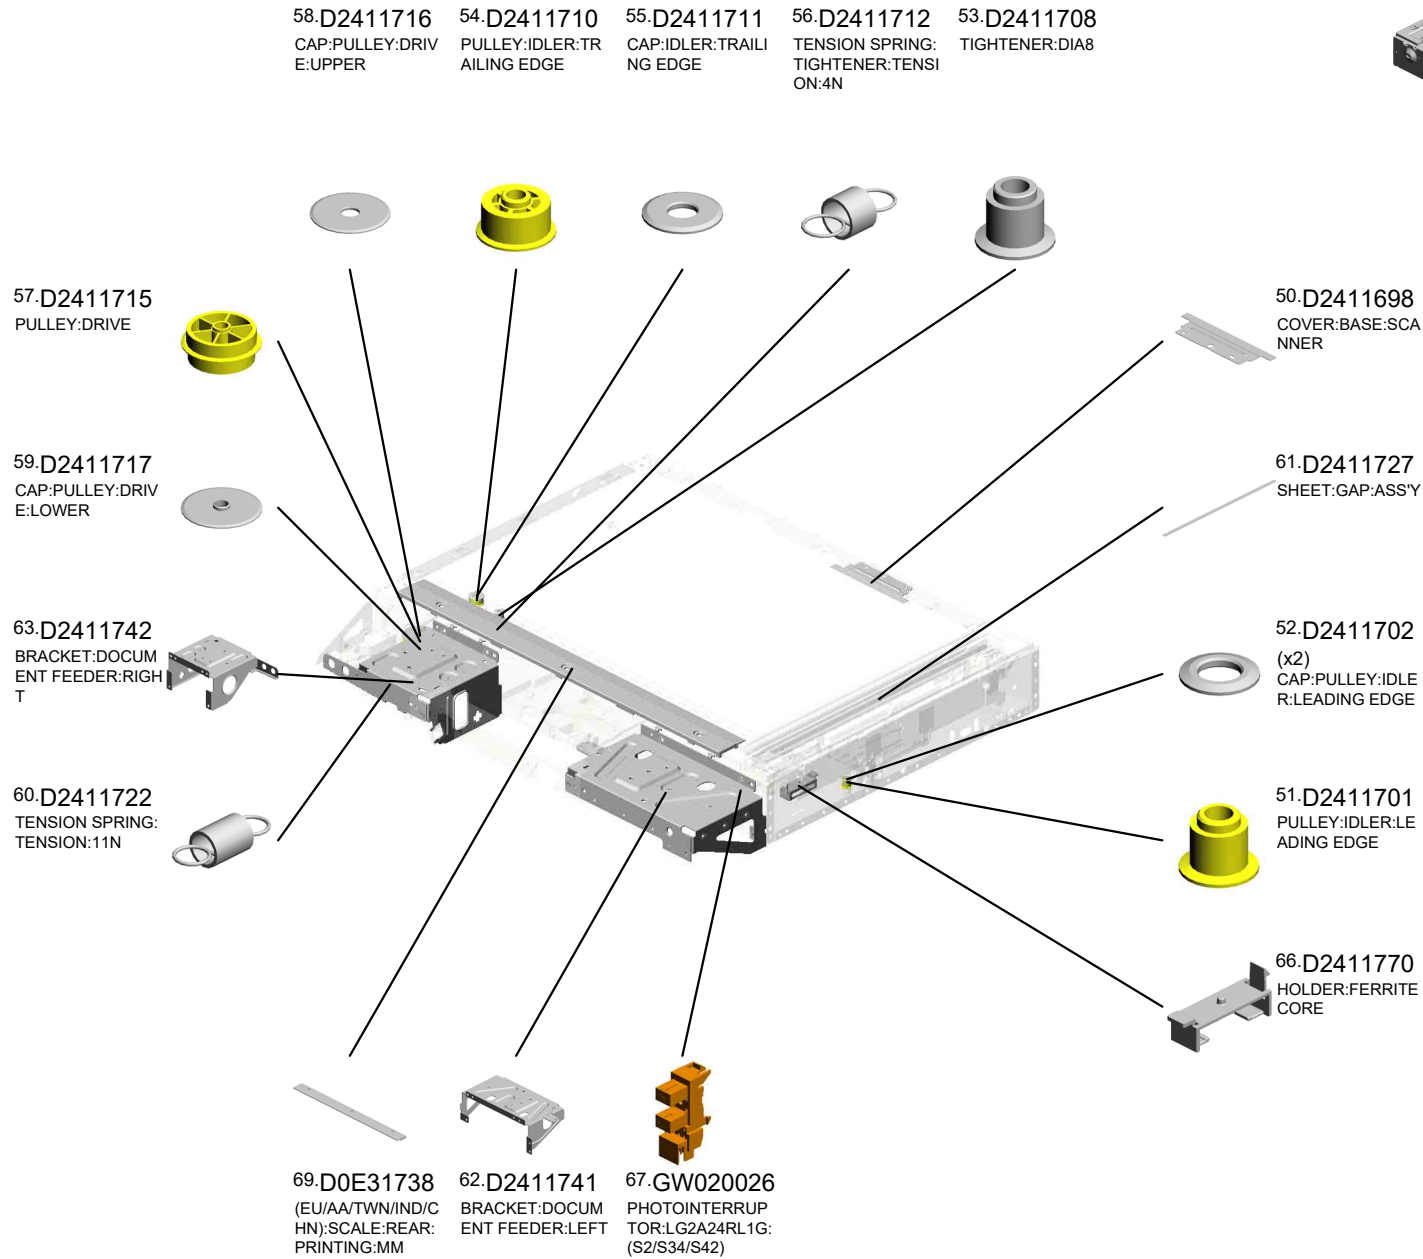 58.D2411716
CAP:PULLEY:DRIV
E:UPPER
54.D2411710
PULLEY:IDLER:TR
AILING EDGE
55.D2411711
CAP:IDLER:TRAILI
NG EDGE
56.D2411712
TENSION SPRING:
TIGHTENER:TENSI
ON:4N
53.D2411708
TIGHTENER:DIA8
57.D2411715
PULLEY:DRIVE
50.D2411698
COVER:BASE:SCA
NNER
59.D2411717
CAP:PULLEY:DRIV
E:LOWER
61.D2411727
SHEET:GAP:ASS'Y
63.D2411742
BRACKET:DOCUM
ENT FEEDER:RIGH
T
52.D2411702
(x2)
CAP:PULLEY:IDLE
R:LEADING EDGE
60.D2411722
TENSION SPRING:
TENSION:11N
51.D2411701
PULLEY:IDLER:LE
ADING EDGE
66.D2411770
HOLDER:FERRITE
CORE
69.D0E31738
(EU/AA/TWN/IND/C
HN):SCALE:REAR:
PRINTING:MM
62.D2411741
BRACKET:DOCUM
ENT FEEDER:LEFT
67.GW020026
PHOTOINTERRUP
TOR:LG2A24RL1G:
(S2/S34/S42)